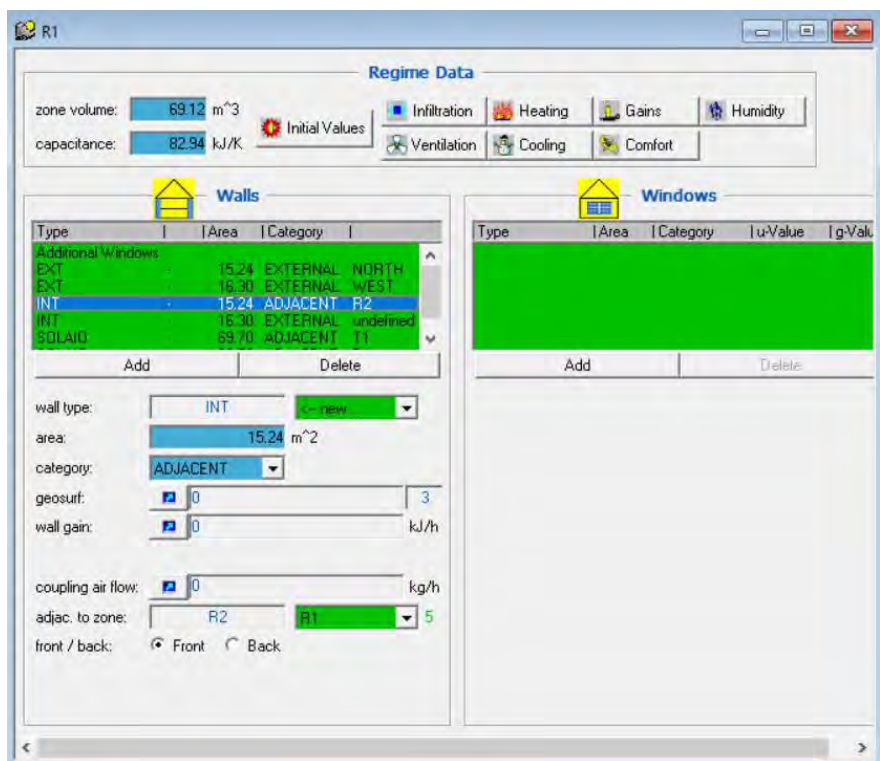 R1
Regime Data
zone volume: 69.12 m^3
capacitance: 82.94 kJ/K
Initial Values
Infiltration Heating Gains Humidity
Ventilation Cooling Comfort
Walls
Type Area Category
Additional Windows
EXT - 15.24 EXTERNAL NORTH
EXT - 16.30 EXTERNAL WEST
INT - 15.24 ADJACENT R2
INT - 16.30 EXTERNAL undefined
SOLAIO - 69.70 ADJACENT T1
Add Delete
wall type: INT <-- new
area: 15.24 m^2
category: ADJACENT
geosurf: 0 3
wall gain: 0 kJ/h
coupling air flow: 0 kg/h
adjac. to zone: R2 R1 5
front / back: Front Back
Windows
Type Area Category u-Value g-Valu
Add Delete